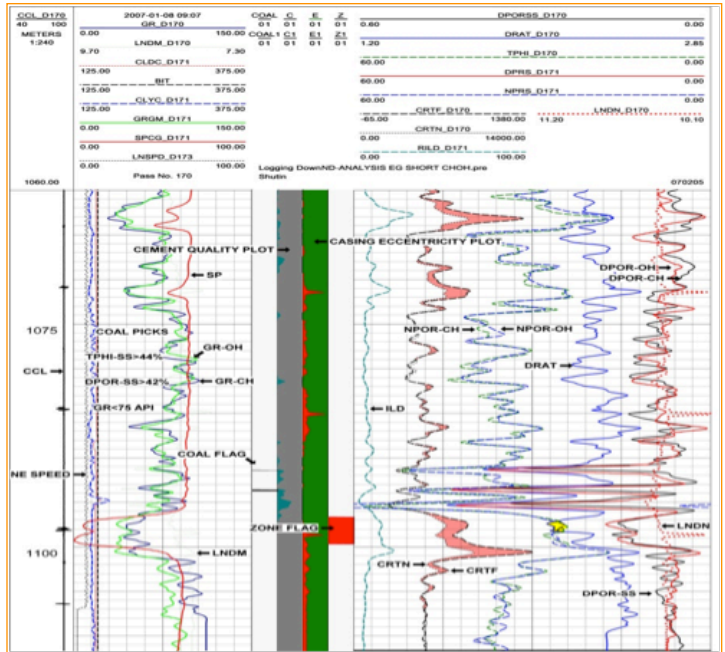 CCL_D170 2007-01-08 09:07 COAL C E Z DPORSS_D170
40 100 GR_D170 01 01 01 01 0.60 0.00
METERS 0.00 150.00 COAL1 C1 E1 Z1 DRAT_D170
1:240 LNDM_D170 01 01 01 01 1.20 2.85
9.70 7.30 TPHI_D170
CLDC_D171 60.00 0.00
125.00 375.00 DPRS_D171
BIT 60.00 0.00
125.00 375.00 NPRS_D171
CLYC_D171 60.00 0.00
125.00 375.00 CRTF_D170 LNDN_D170
GRGM_D171 -65.00 1380.00 11.20 10.10
0.00 150.00 CRTN_D170
SPCG_D171 0.00 14000.00
0.00 100.00 RILD_D171
LNSPD_D173 0.00 100.00
0.00 100.00 Logging DownND-ANALYSIS EG SHORT CHOH.pre
Pass No. 170 Shutin
1060.00 070205
CASING ECCENTRICITY PLOT
CEMENT QUALITY PLOT
DPOR-OH
SP DPOR-CH
1075 COAL PICKS NPOR-CH NPOR-OH
GR-OH
TPHI-SS>44%
DRAT
CCL DPOR-SS>42% GR-CH
GR<75 API ILD
COAL FLAG
NE SPEED
ZONE FLAG LNDN
1100 LNDM
CRTN CRTF
DPOR-SS